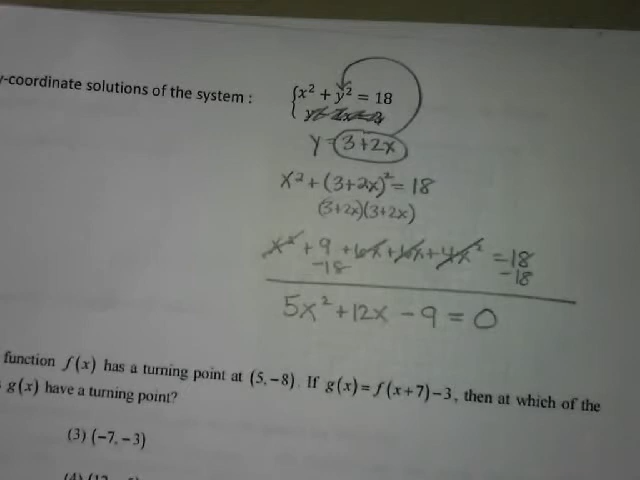 y-coordinate solutions of the system :
x² + y² = 18
y = 3+2x
x² + (3+2x)² = 18
(3+2x)(3+2x)
x² + 9 + 6x + 6x + 4x² = 18
-18 -18
5x² + 12x - 9 = 0
function f(x) has a turning point at (5,-8). If g(x) = f(x+7)-3, then at which of the
g(x) have a turning point?
(3) (-7,-3)